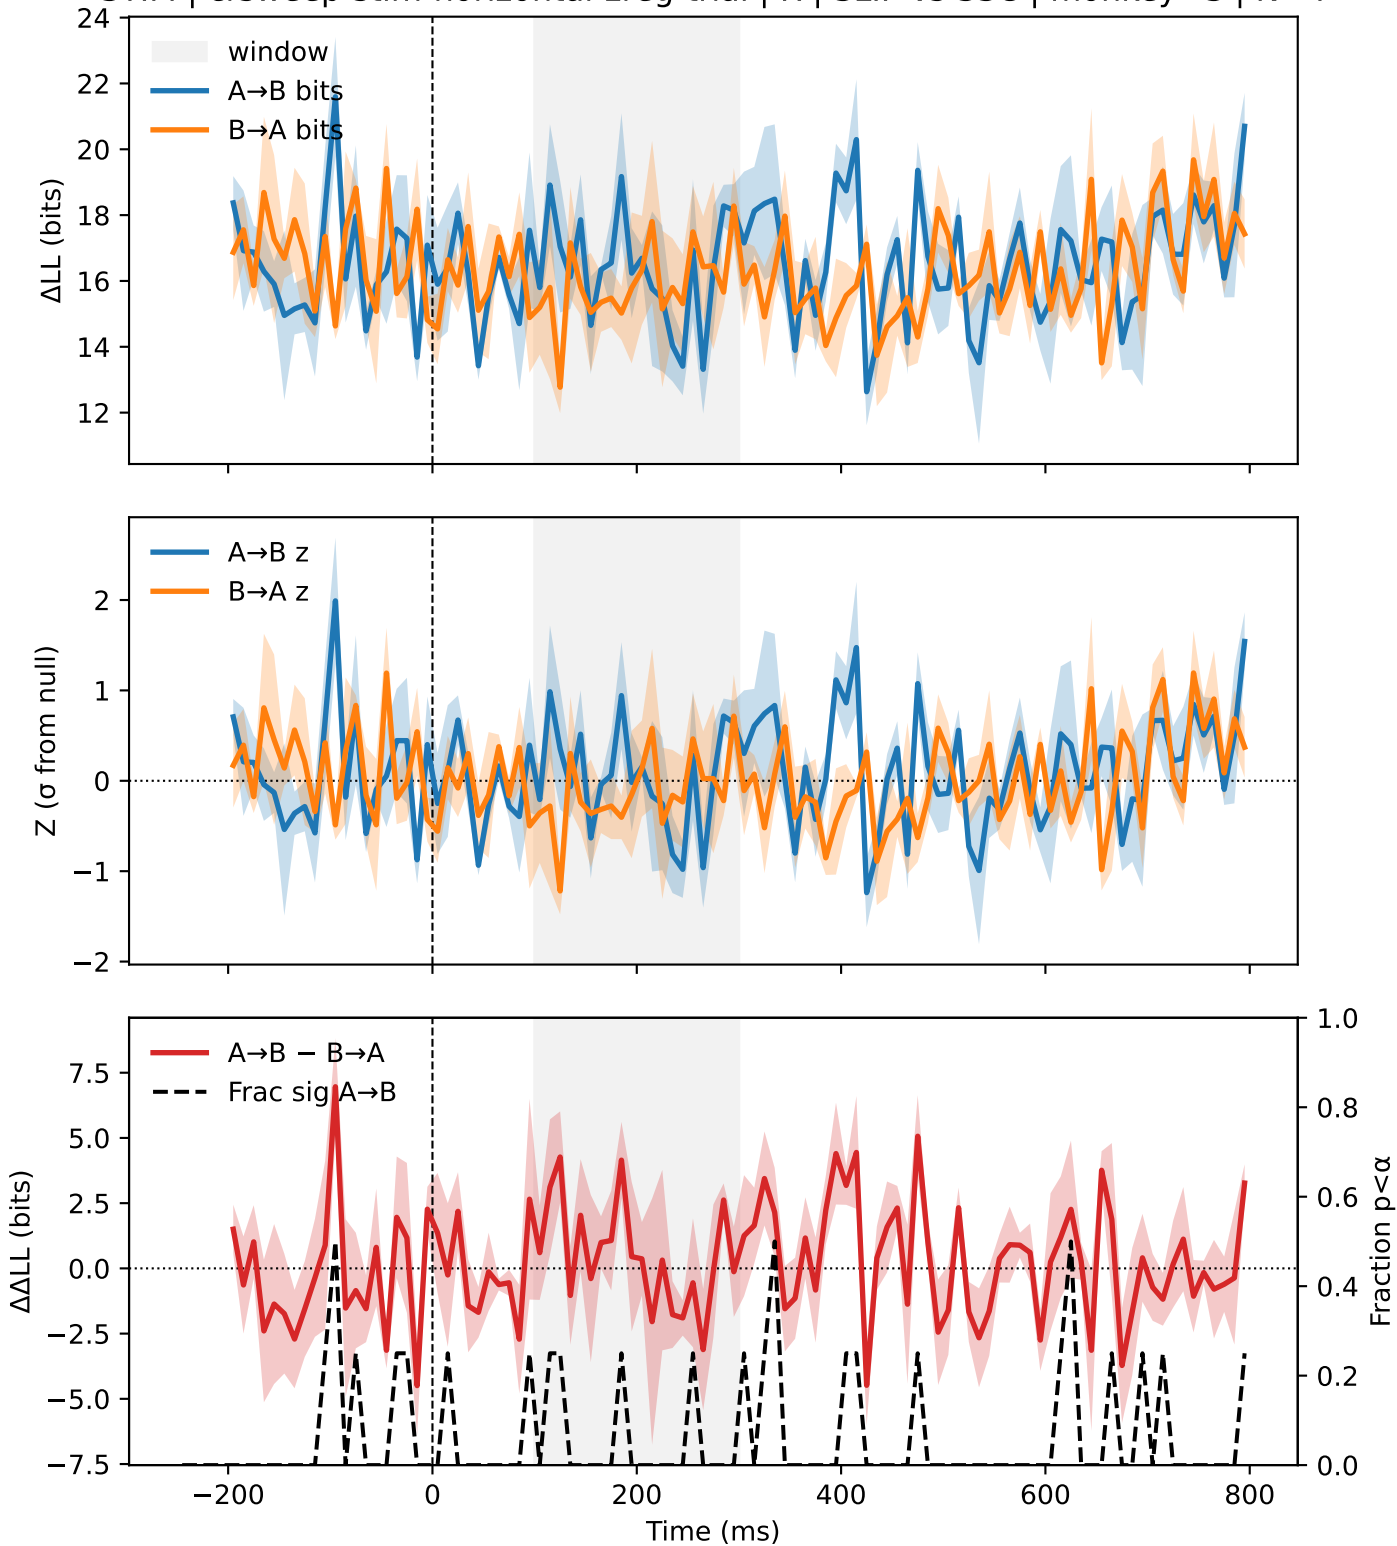 24
22
20
18
16
14
12
ΔLL (bits)
window
A→B bits
B→A bits
2
1
0
−1
−2
Z (σ from null)
A→B z
B→A z
7.5
5.0
2.5
0.0
−2.5
−5.0
−7.5
ΔΔLL (bits)
A→B − B→A
Frac sig A→B
1.0
0.8
0.6
0.4
0.2
0.0
Fraction p<α
−200 0 200 400 600 800
Time (ms)